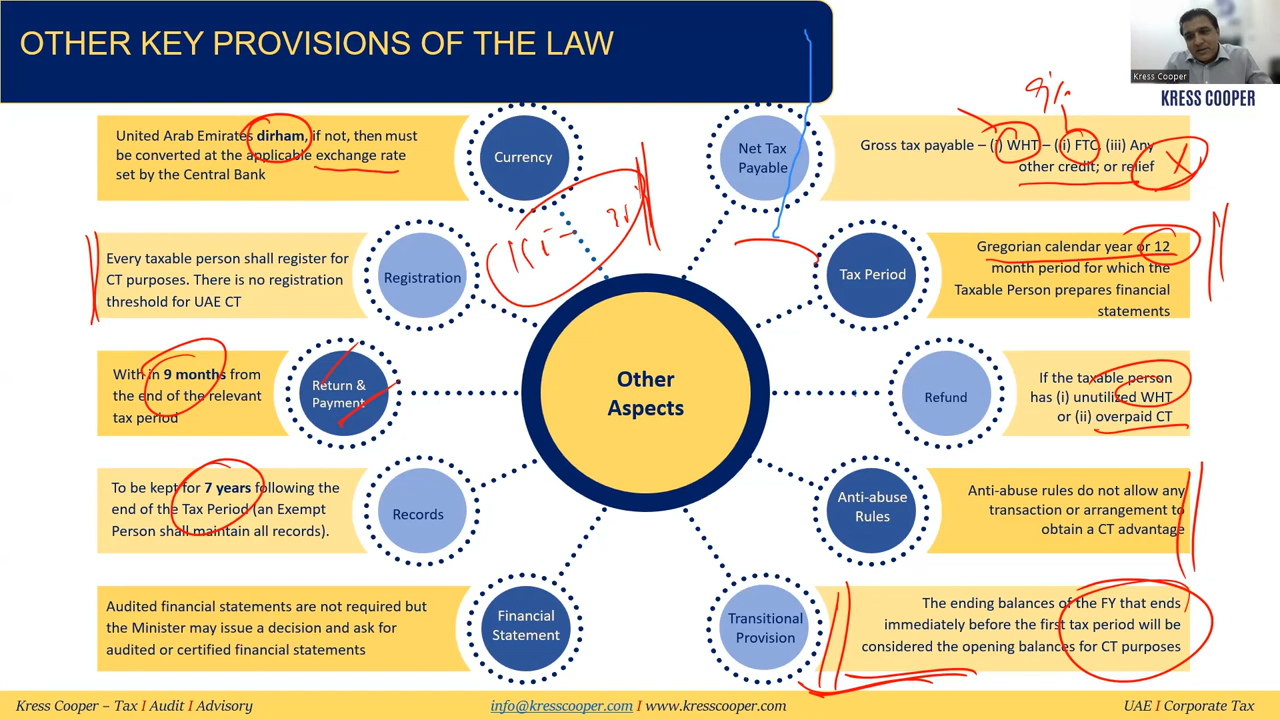 OTHER KEY PROVISIONS OF THE LAW
Kress Cooper
KRESS COOPER
United Arab Emirates dirham, if not, then must
be converted at the applicable exchange rate
set by the Central Bank
Currency
Net Tax
Payable
9%
Gross tax payable – (i) WHT – (ii) FTC, (iii) Any
other credit; or relief
X
Every taxable person shall register for
CT purposes. There is no registration
threshold for UAE CT
Registration
Tax Period
Gregorian calendar year or 12
month period for which the
Taxable Person prepares financial
statements
With in 9 months from
the end of the relevant
tax period
Return &
Payment
Other
Aspects
Refund
If the taxable person
has (i) unutilized WHT
or (ii) overpaid CT
To be kept for 7 years following the
end of the Tax Period (an Exempt
Person shall maintain all records).
Records
Anti-abuse
Rules
Anti-abuse rules do not allow any
transaction or arrangement to
obtain a CT advantage
Audited financial statements are not required but
the Minister may issue a decision and ask for
audited or certified financial statements
Financial
Statement
Transitional
Provision
The ending balances of the FY that ends
immediately before the first tax period will be
considered the opening balances for CT purposes
Kress Cooper – Tax I Audit I Advisory
info@kresscooper.com I www.kresscooper.com
UAE I Corporate Tax